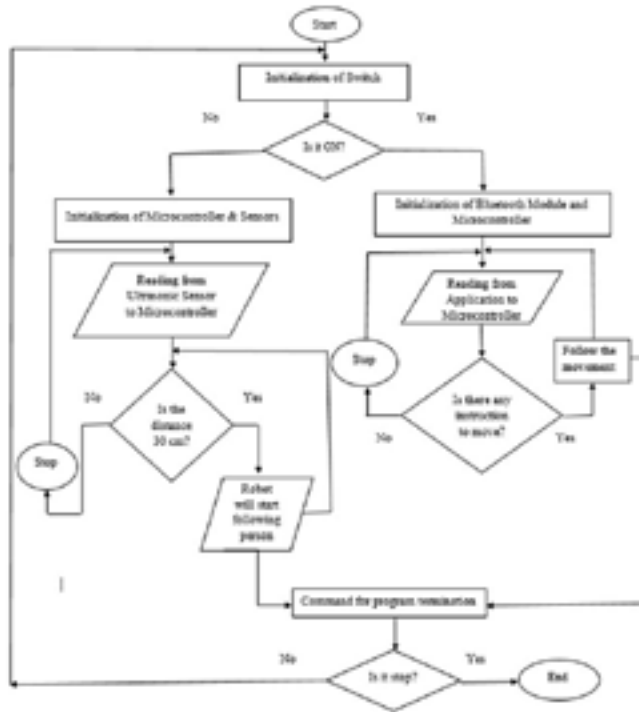 Start
Initialization of Switch
No
Yes
Is it ON?
Initialization of Microcontroller & Sensors
Initialization of Bluetooth Module and
Microcontroller
Reading from
Ultrasonic Sensor
to Microcontroller
Reading from
Application to
Microcontroller
Stop
Follow the
movement
No
Is the
distance
30 cm?
Yes
Is there any
instruction
to move?
No
Yes
Stop
Robot
will start
following
person
Command for program termination
No
Is it stop?
Yes
End